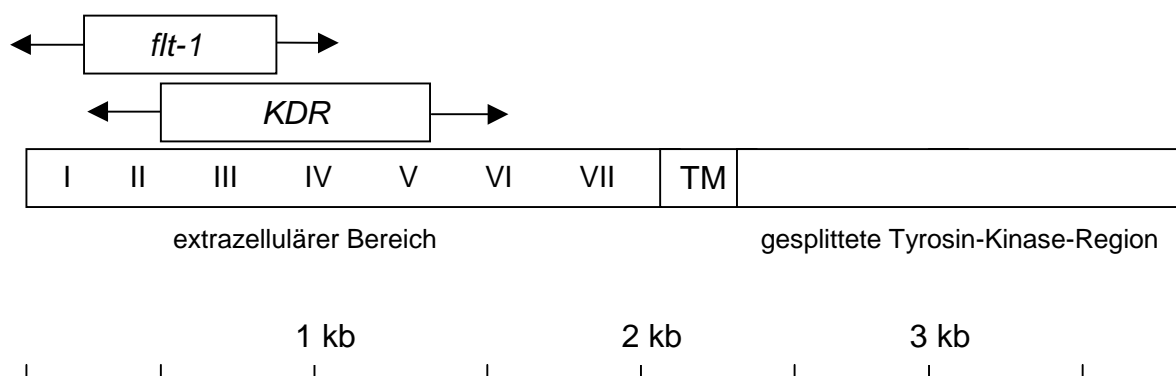 flt-1
KDR
I II III IV V VI VII TM
extrazellulärer Bereich gesplittete Tyrosin-Kinase-Region
1 kb 2 kb 3 kb